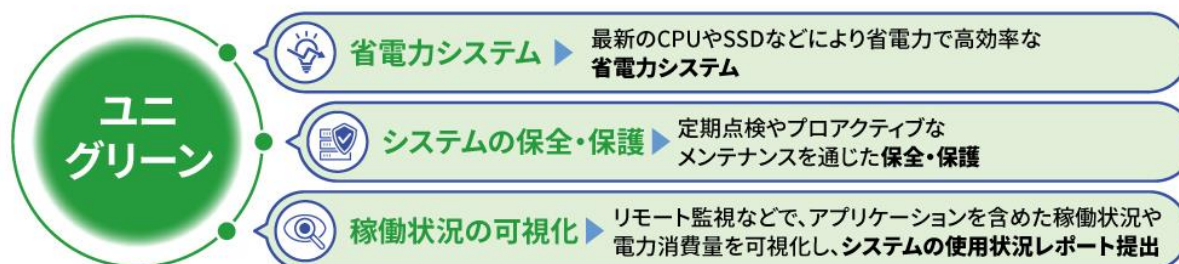 ユニ
グリーン
省電力システム
最新のCPUやSSDなどにより省電力で高効率な
省電力システム
システムの保全・保護
定期点検やプロアクティブな
メンテナンスを通じた保全・保護
稼働状況の可視化
リモート監視などで、アプリケーションを含めた稼働状況や
電力消費量を可視化し、システムの使用状況レポート提出